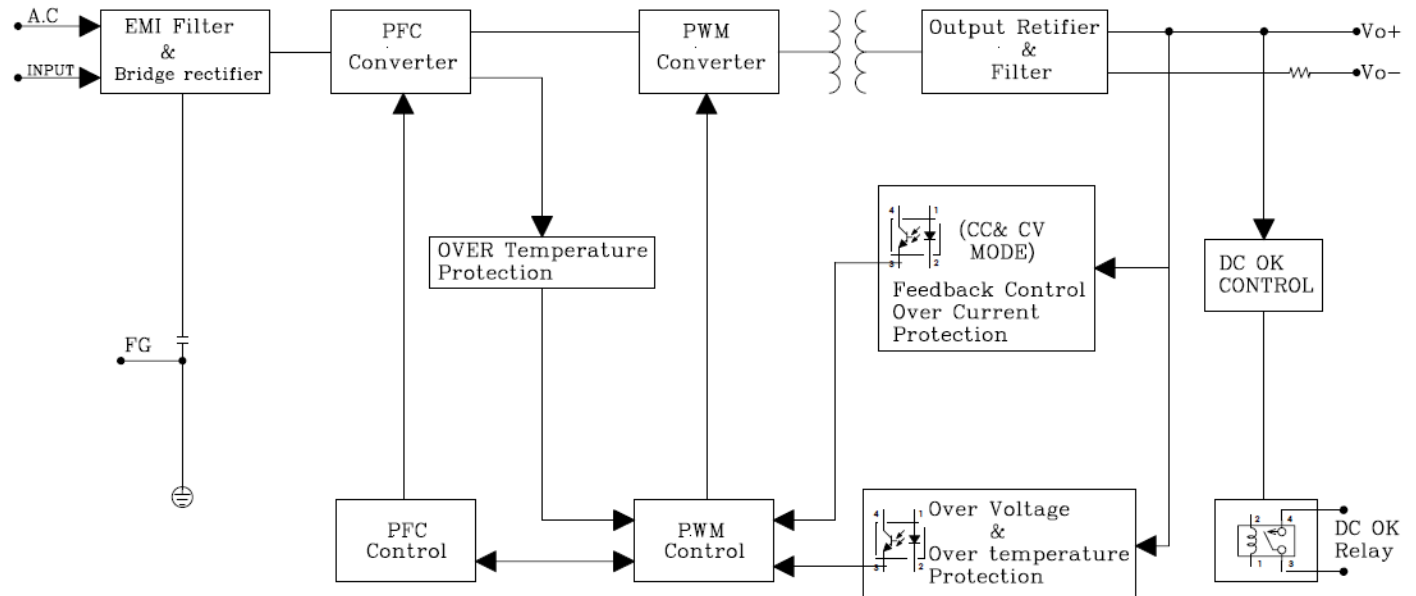 A.C
INPUT
EMI Filter
&
Bridge rectifier
PFC
Converter
PWM
Converter
Output Retifier
&
Filter
Vo+
Vo-
OVER Temperature
Protection
4
1
3
2
(CC& CV
MODE)
Feedback Control
Over Current
Protection
DC OK
CONTROL
FG
PFC
Control
PWM
Control
4
1
3
2
Over Voltage
&
Over temperature
Protection
2
4
1
3
DC OK
Relay